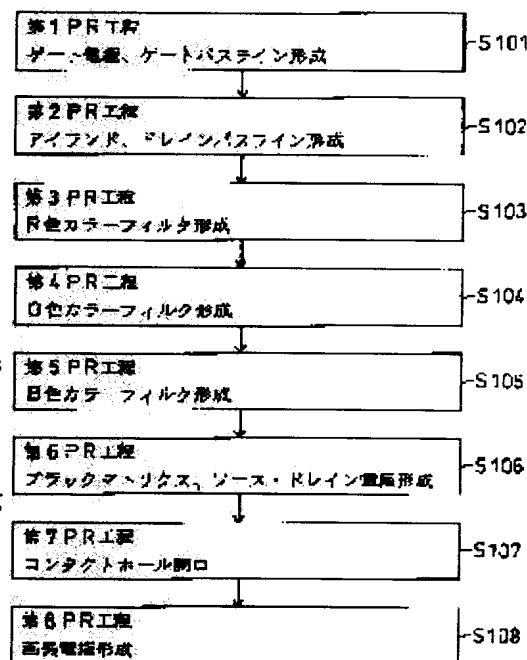 第1PR工程
ゲート電極、ゲートバスライン形成
S101
第2PR工程
アイランド、ドレインバスライン形成
S102
第3PR工程
R色カラーフィルタ形成
S103
第4PR工程
G色カラーフィルタ形成
S104
第5PR工程
B色カラーフィルタ形成
S105
第6PR工程
ブラックマトリクス、ソース・ドレイン電極形成
S106
第7PR工程
コンタクトホール開口
S107
第8PR工程
画素電極形成
S108